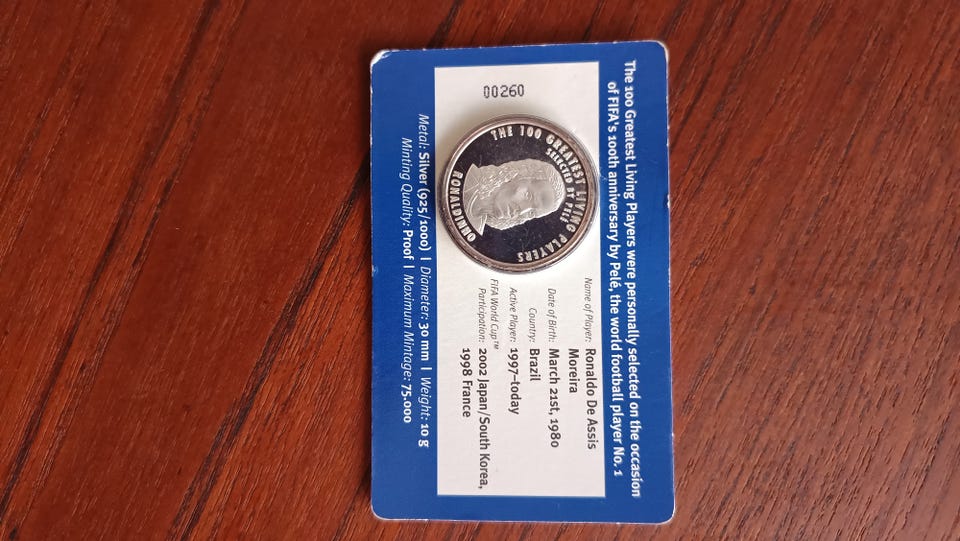 The 100 Greatest Living Players were personally selected on the occasion
of FIFA's 100th anniversary by Pelé, the world football player No. 1
00260
THE 100 GREATEST LIVING PLAYERS
SELECTED BY PELÉ
RONALDINHO
Name of Player: Ronaldo De Assis
Moreira
Date of Birth: March 21st, 1980
Country: Brazil
Active Player: 1997–today
FIFA World Cup™
Participation: 2002 Japan/South Korea,
1998 France
Metal: Silver (925/1000) | Diameter: 30 mm | Weight: 10 g
Minting Quality: Proof | Maximum Mintage: 75.000